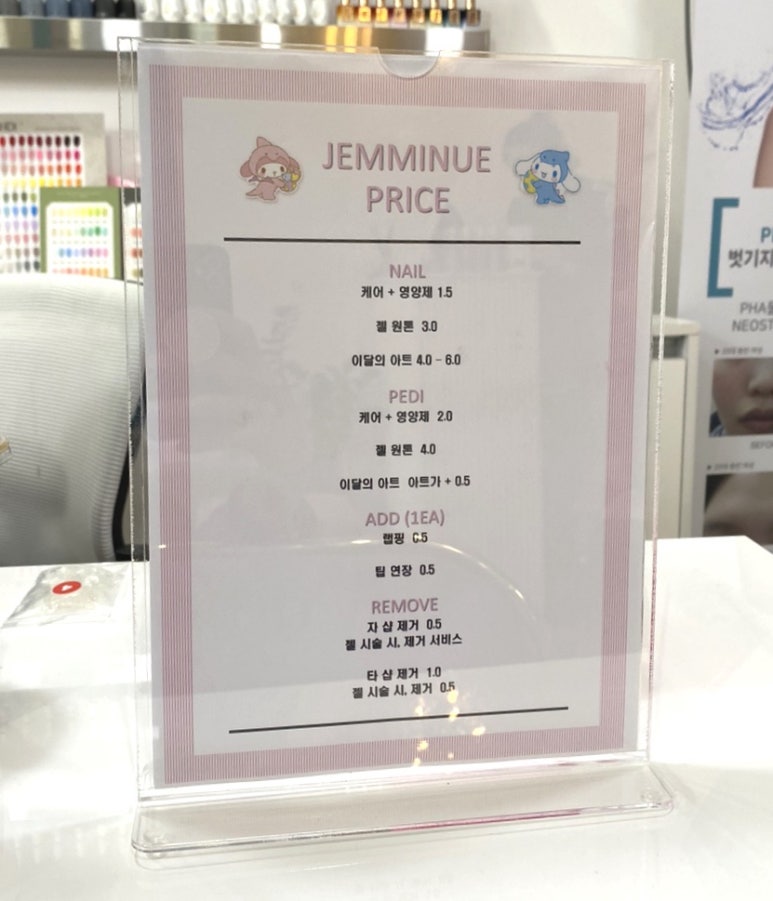 JEMMINUE
PRICE
NAIL
케어 + 영양제 1.5
젤 원톤 3.0
이달의 아트 4.0 - 6.0
PEDI
케어 + 영양제 2.0
젤 원톤 4.0
이달의 아트 아트가 + 0.5
ADD (1EA)
랩핑 0.5
팁 연장 0.5
REMOVE
자 샵 제거 0.5
젤 시술 시, 제거 서비스
타 샵 제거 1.0
젤 시술 시, 제거 0.5
벗기지
NEOST